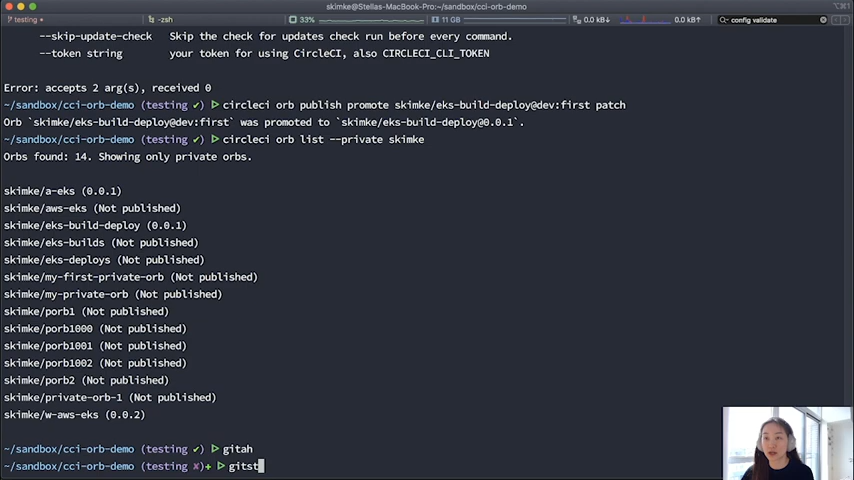 skimke@Stellas-MacBook-Pro:~/sandbox/cci-orb-demo
testing -zsh 33% 11 GB 0.0 kB↓ 0.0 kB↑ config validate
--skip-update-check   Skip the check for updates check run before every command.
--token string        your token for using CircleCI, also CIRCLECI_CLI_TOKEN
Error: accepts 2 arg(s), received 0
~/sandbox/cci-orb-demo (testing ✔) ▷ circleci orb publish promote skimke/eks-build-deploy@dev:first patch
Orb `skimke/eks-build-deploy@dev:first` was promoted to `skimke/eks-build-deploy@0.0.1`.
~/sandbox/cci-orb-demo (testing ✔) ▷ circleci orb list --private skimke
Orbs found: 14. Showing only private orbs.
skimke/a-eks (0.0.1)
skimke/aws-eks (Not published)
skimke/eks-build-deploy (0.0.1)
skimke/eks-builds (Not published)
skimke/eks-deploys (Not published)
skimke/my-first-private-orb (Not published)
skimke/my-private-orb (Not published)
skimke/porb1 (Not published)
skimke/porb1000 (Not published)
skimke/porb1001 (Not published)
skimke/porb1002 (Not published)
skimke/porb2 (Not published)
skimke/private-orb-1 (Not published)
skimke/w-aws-eks (0.0.2)
~/sandbox/cci-orb-demo (testing ✔) ▷ gitah
~/sandbox/cci-orb-demo (testing ✘)+ ▷ gitst